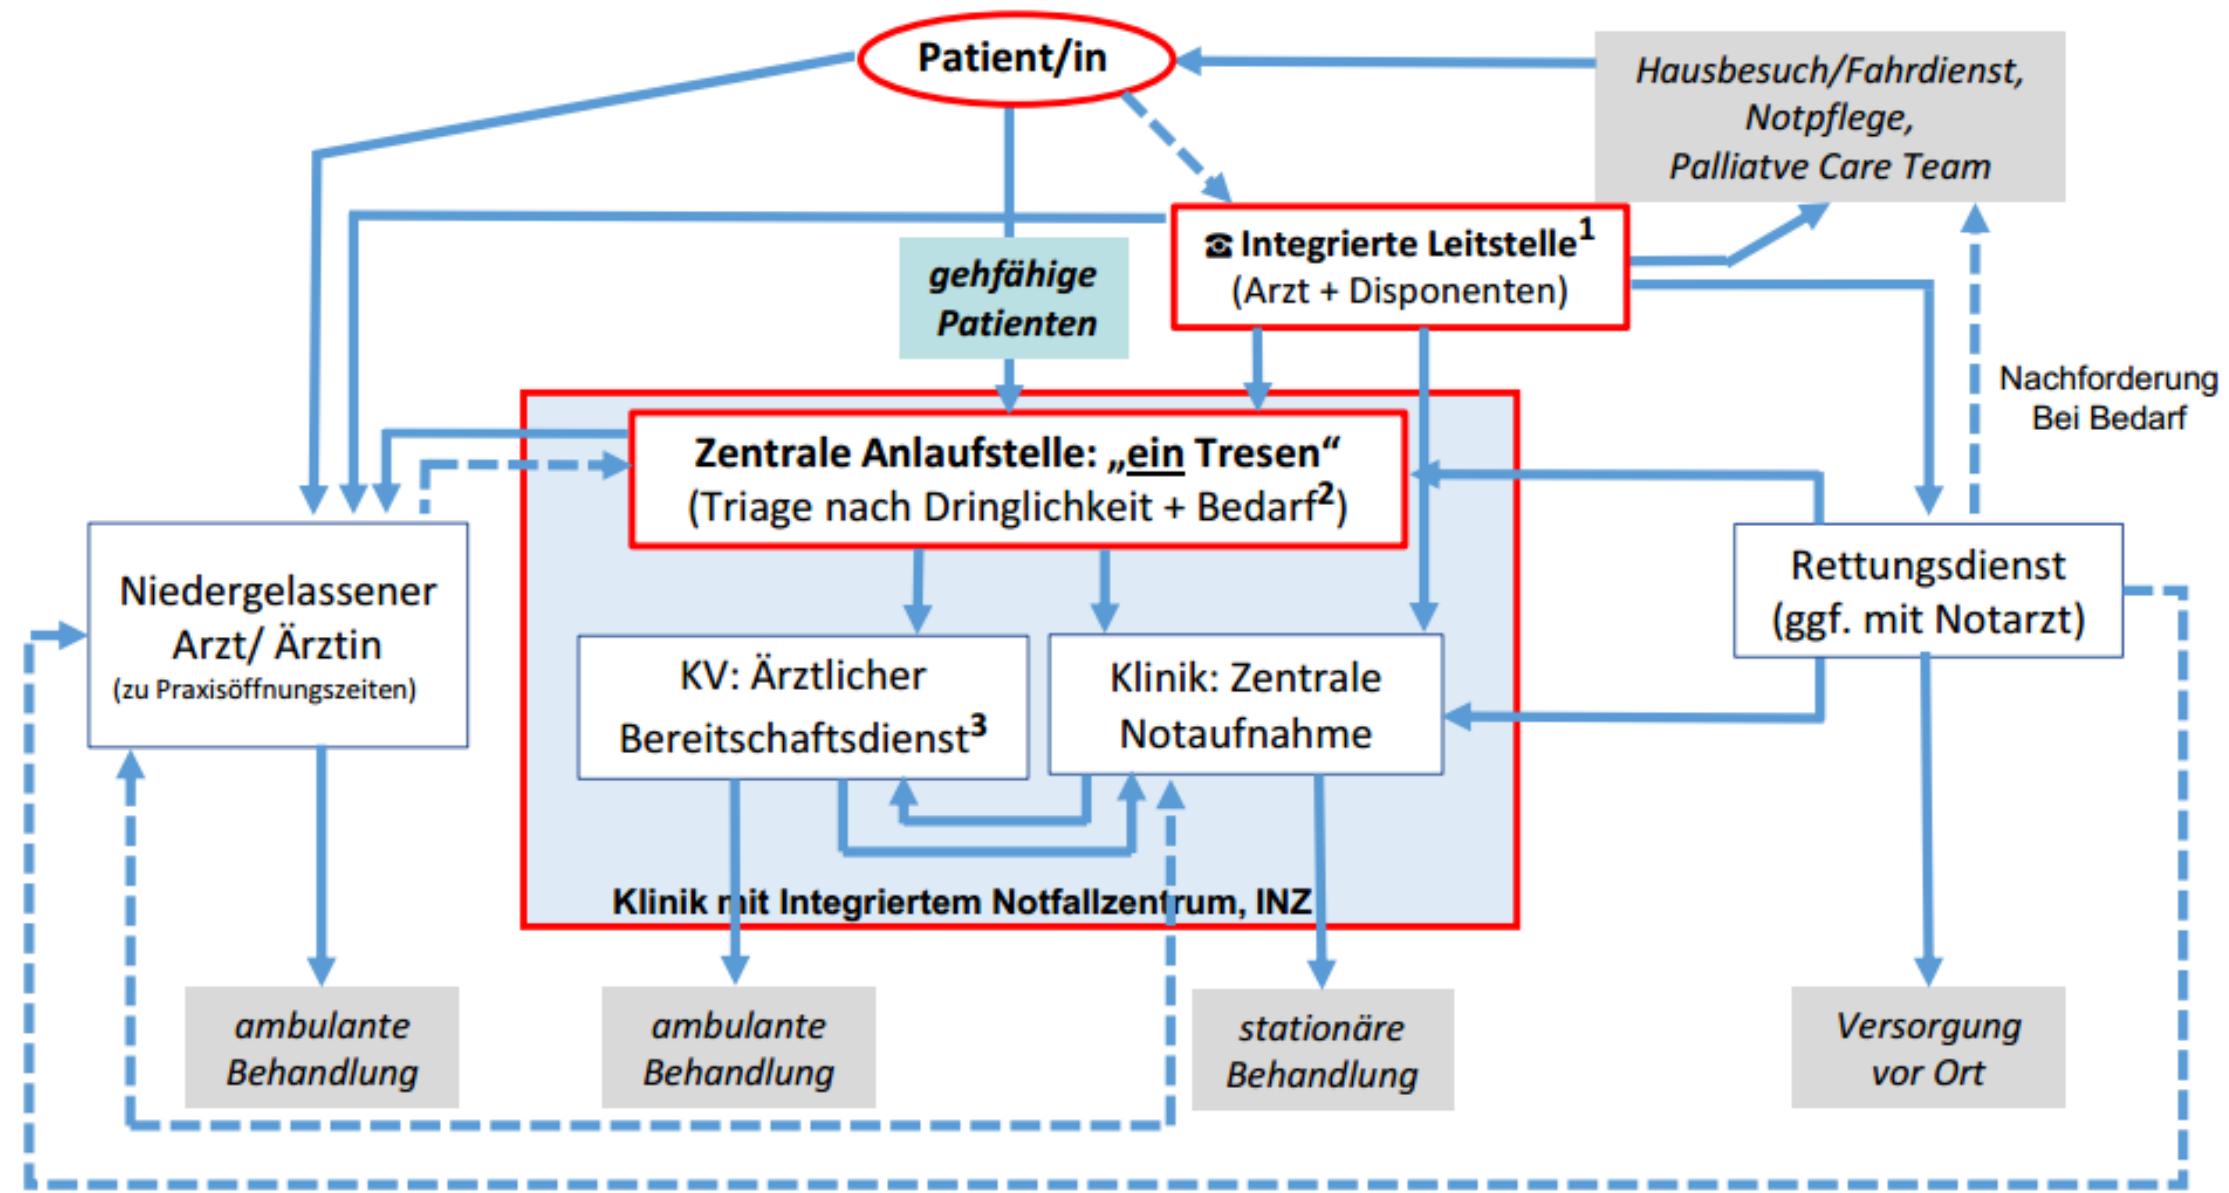 Patient/in
Hausbesuch/Fahrdienst,
Notpflege,
Palliatve Care Team
☎ Integrierte Leitstelle¹
(Arzt + Disponenten)
gehfähige
Patienten
Nachforderung
Bei Bedarf
Zentrale Anlaufstelle: „ein Tresen“
(Triage nach Dringlichkeit + Bedarf²)
Niedergelassener
Arzt/ Ärztin
(zu Praxisöffnungszeiten)
KV: Ärztlicher
Bereitschaftsdienst³
Klinik: Zentrale
Notaufnahme
Rettungsdienst
(ggf. mit Notarzt)
Klinik mit Integriertem Notfallzentrum, INZ
ambulante
Behandlung
ambulante
Behandlung
stationäre
Behandlung
Versorgung
vor Ort